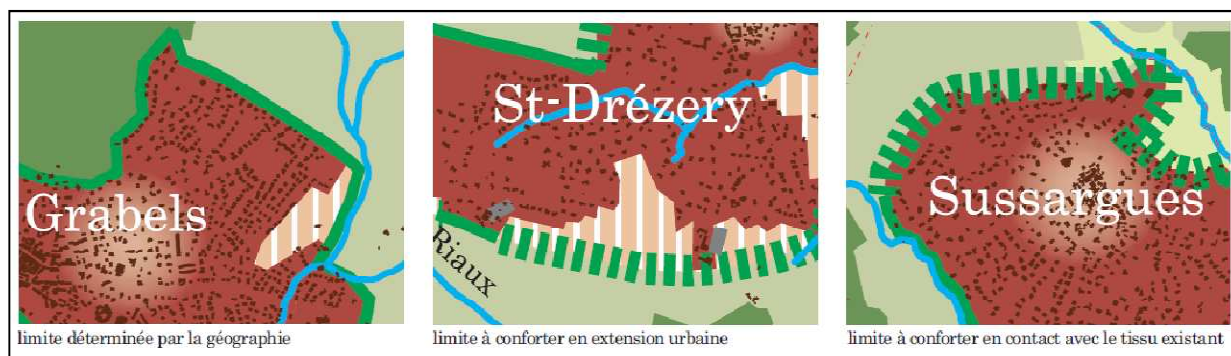 Grabels
limite déterminée par la géographie
St-Drézery
Riaux
limite à conforter en extension urbaine
Sussargues
limite à conforter en contact avec le tissu existant